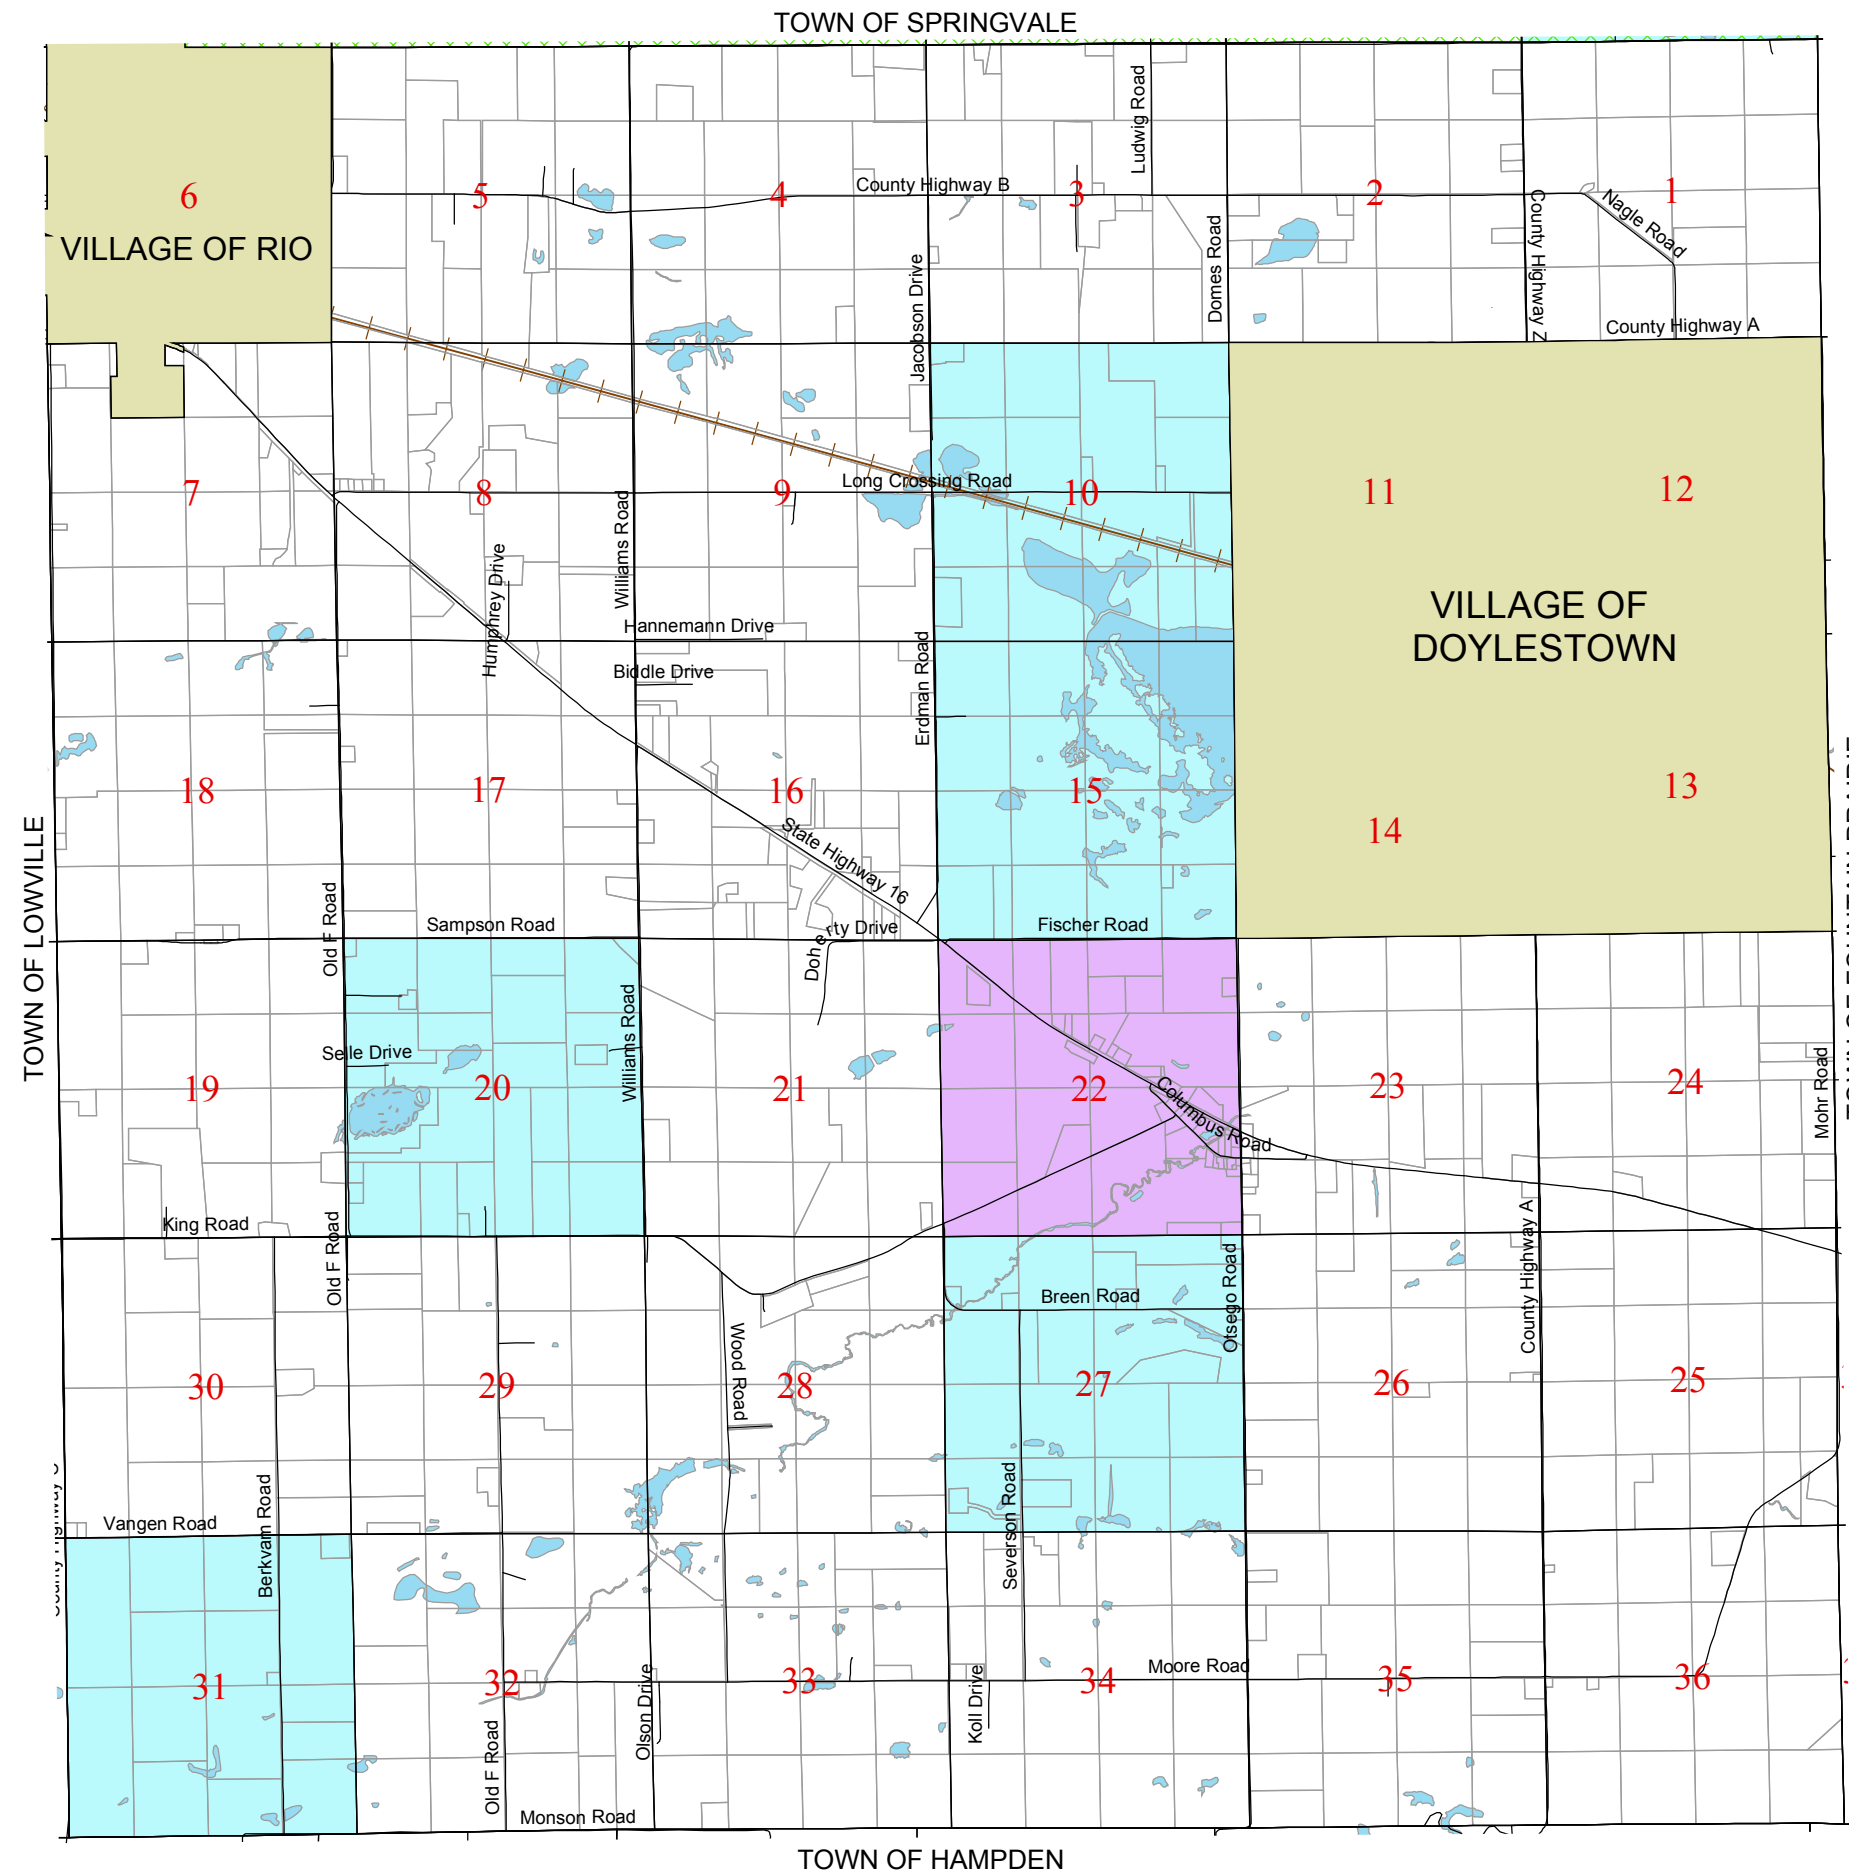 TOWN OF SPRINGVALE
Ludwig Road
6
5
4
County Highway B
3
2
1
Nagle Road
VILLAGE OF RIO
Jacobson Drive
Domes Road
County Highway Z
County Highway A
7
8
9
Long Crossing Road
10
11
12
Williams Road
Humphrey Drive
Hannemann Drive
Biddle Drive
Erdman Road
VILLAGE OF
DOYLESTOWN
18
17
16
15
14
13
State Highway 16
TOWN OF LOWVILLE
Old F Road
Sampson Road
Doherty Drive
Fischer Road
Selle Drive
Williams Road
19
20
21
22
Columbus Road
23
24
Mohr Road
King Road
Old F Road
Breen Road
Otsego Road
County Highway A
Wood Road
30
29
28
27
26
25
Vangen Road
Berkvam Road
Severson Road
31
32
33
34
Moore Road
35
36
Old F Road
Olson Drive
Koll Drive
Monson Road
TOWN OF HAMPDEN